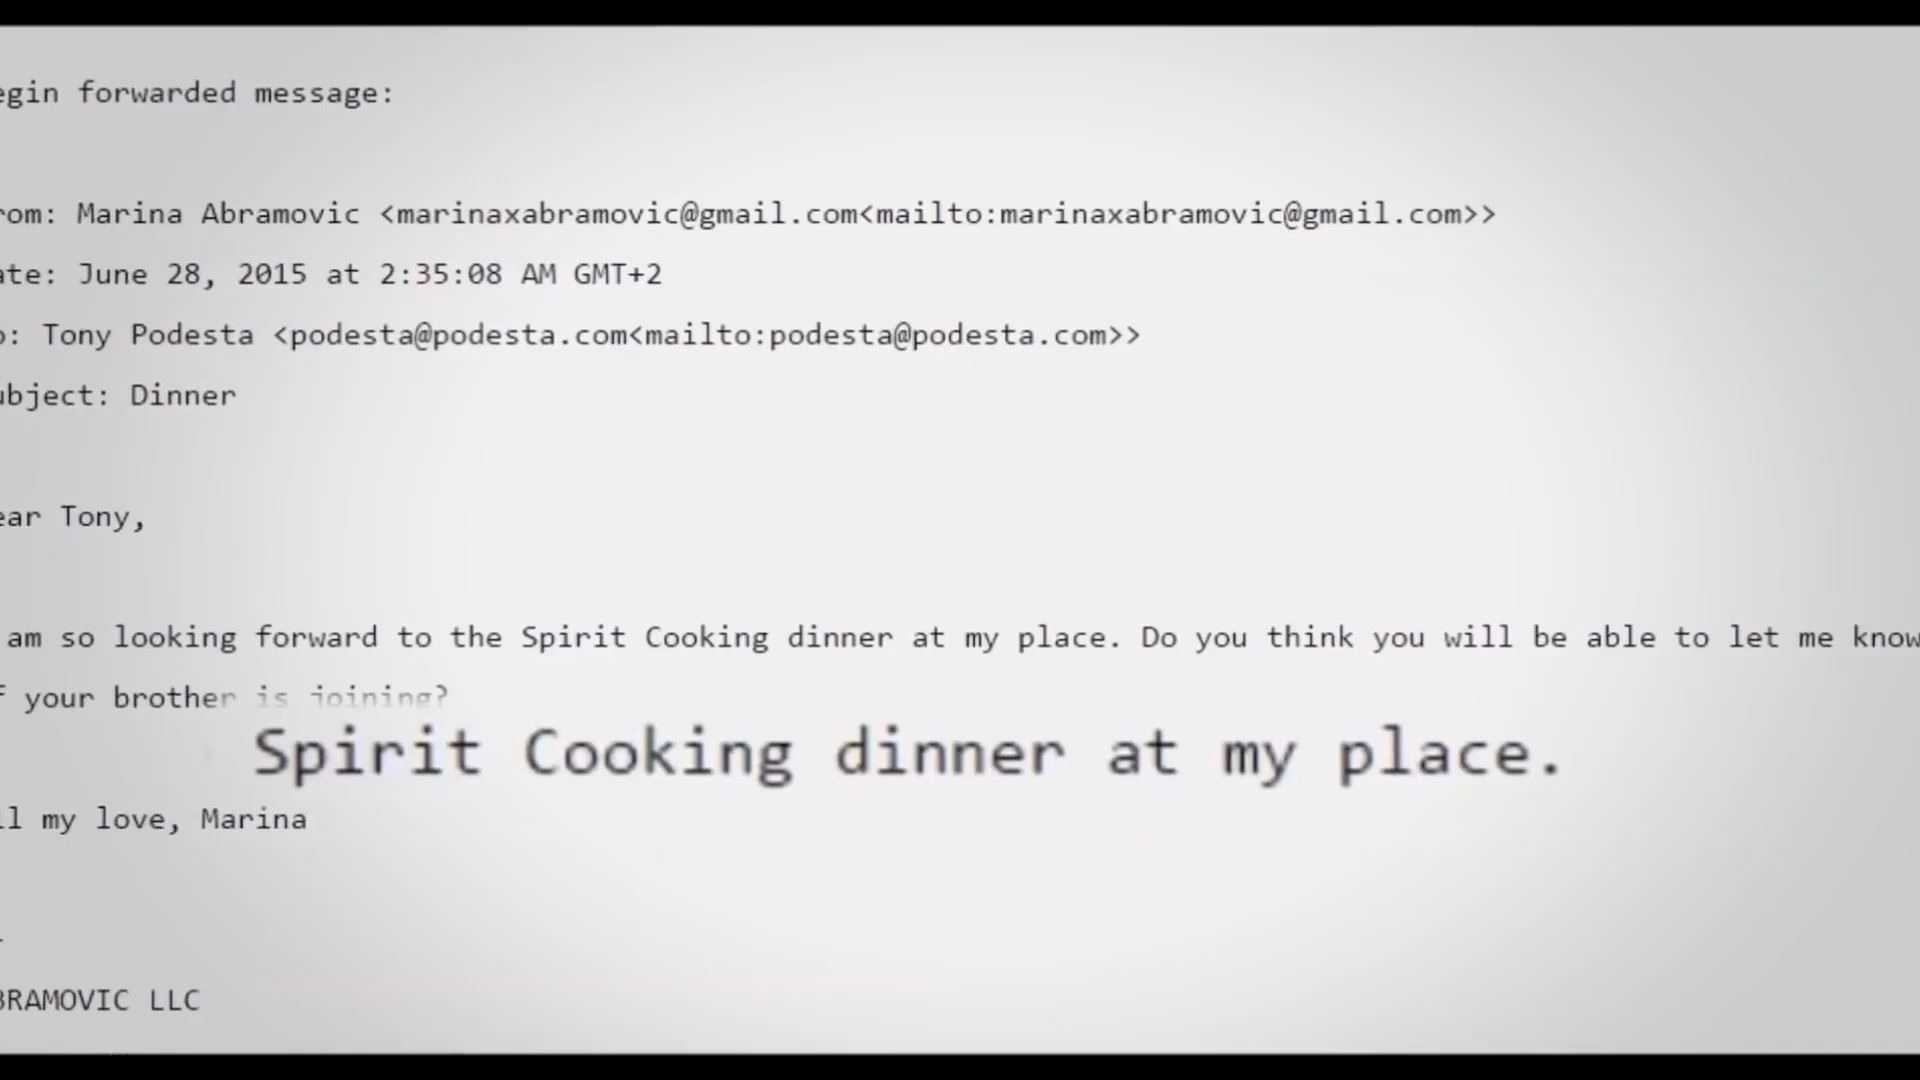 egin forwarded message:
rom: Marina Abramovic <marinaxabramovic@gmail.com<mailto:marinaxabramovic@gmail.com>>
ate: June 28, 2015 at 2:35:08 AM GMT+2
o: Tony Podesta <podesta@podesta.com<mailto:podesta@podesta.com>>
ubject: Dinner
ear Tony,
am so looking forward to the Spirit Cooking dinner at my place. Do you think you will be able to let me know
f your brother is joining?
Spirit Cooking dinner at my place.
ll my love, Marina
BRAMOVIC LLC